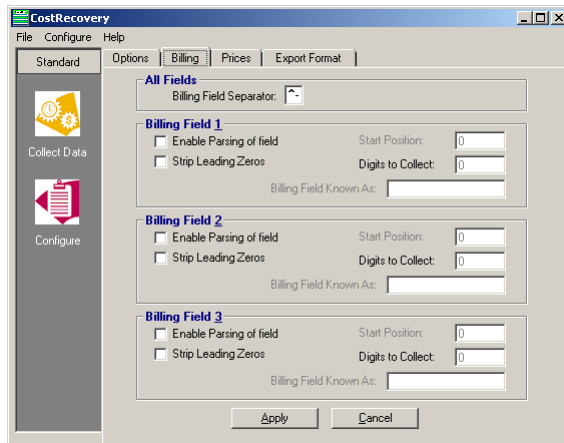 CostRecovery
File Configure Help
Standard
Options Billing Prices Export Format
All Fields
Billing Field Separator: ^-
Collect Data
Configure
Billing Field 1
Enable Parsing of field Start Position: 0
Strip Leading Zeros Digits to Collect: 0
Billing Field Known As:
Billing Field 2
Enable Parsing of field Start Position: 0
Strip Leading Zeros Digits to Collect: 0
Billing Field Known As:
Billing Field 3
Enable Parsing of field Start Position: 0
Strip Leading Zeros Digits to Collect: 0
Billing Field Known As:
Apply Cancel